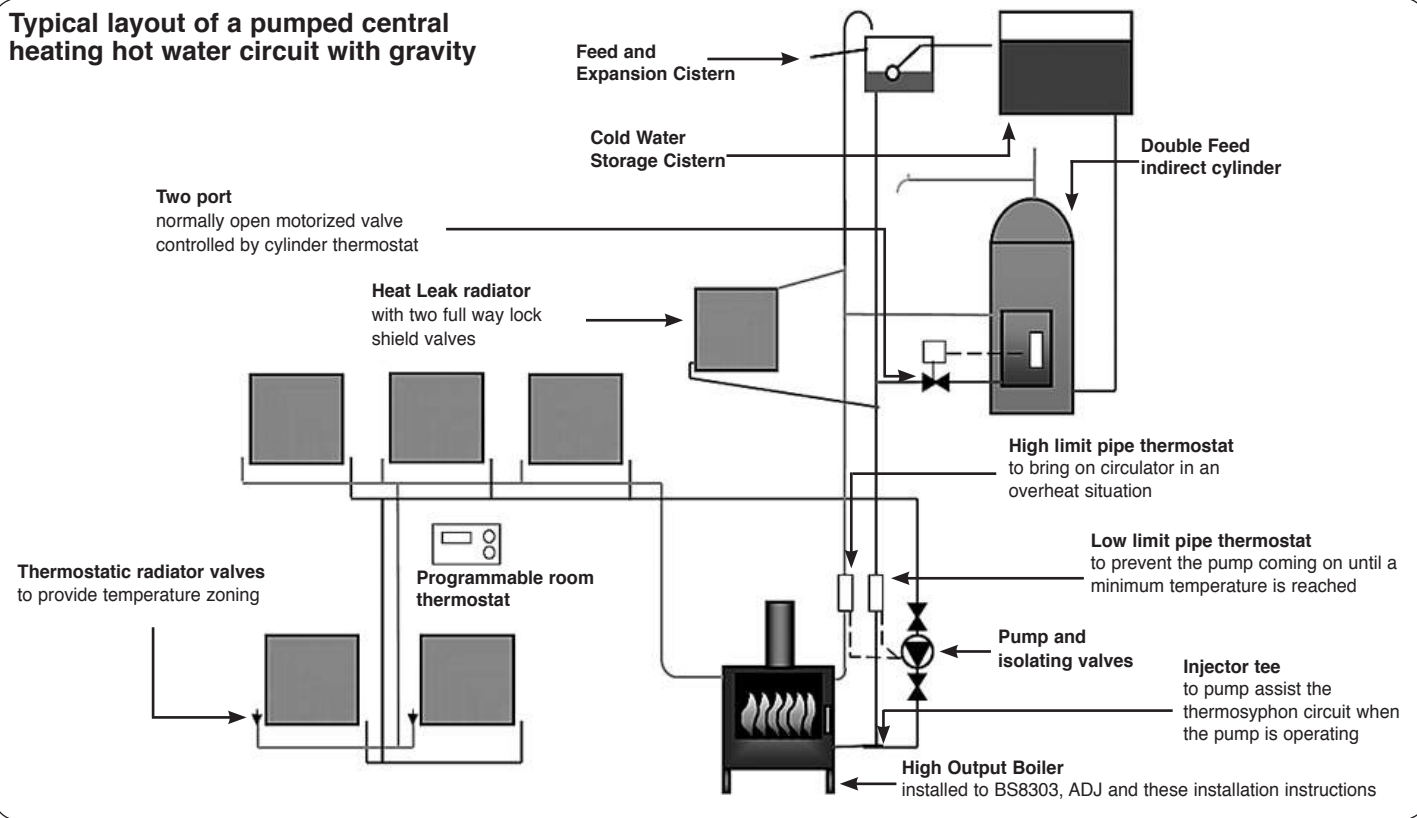 Typical layout of a pumped central
heating hot water circuit with gravity
Feed and
Expansion Cistern
Cold Water
Storage Cistern
Double Feed
indirect cylinder
Two port
normally open motorized valve
controlled by cylinder thermostat
Heat Leak radiator
with two full way lock
shield valves
High limit pipe thermostat
to bring on circulator in an
overheat situation
Low limit pipe thermostat
to prevent the pump coming on until a
minimum temperature is reached
Thermostatic radiator valves
to provide temperature zoning
Programmable room
thermostat
Pump and
isolating valves
Injector tee
to pump assist the
thermosyphon circuit when
the pump is operating
High Output Boiler
installed to BS8303, ADJ and these installation instructions